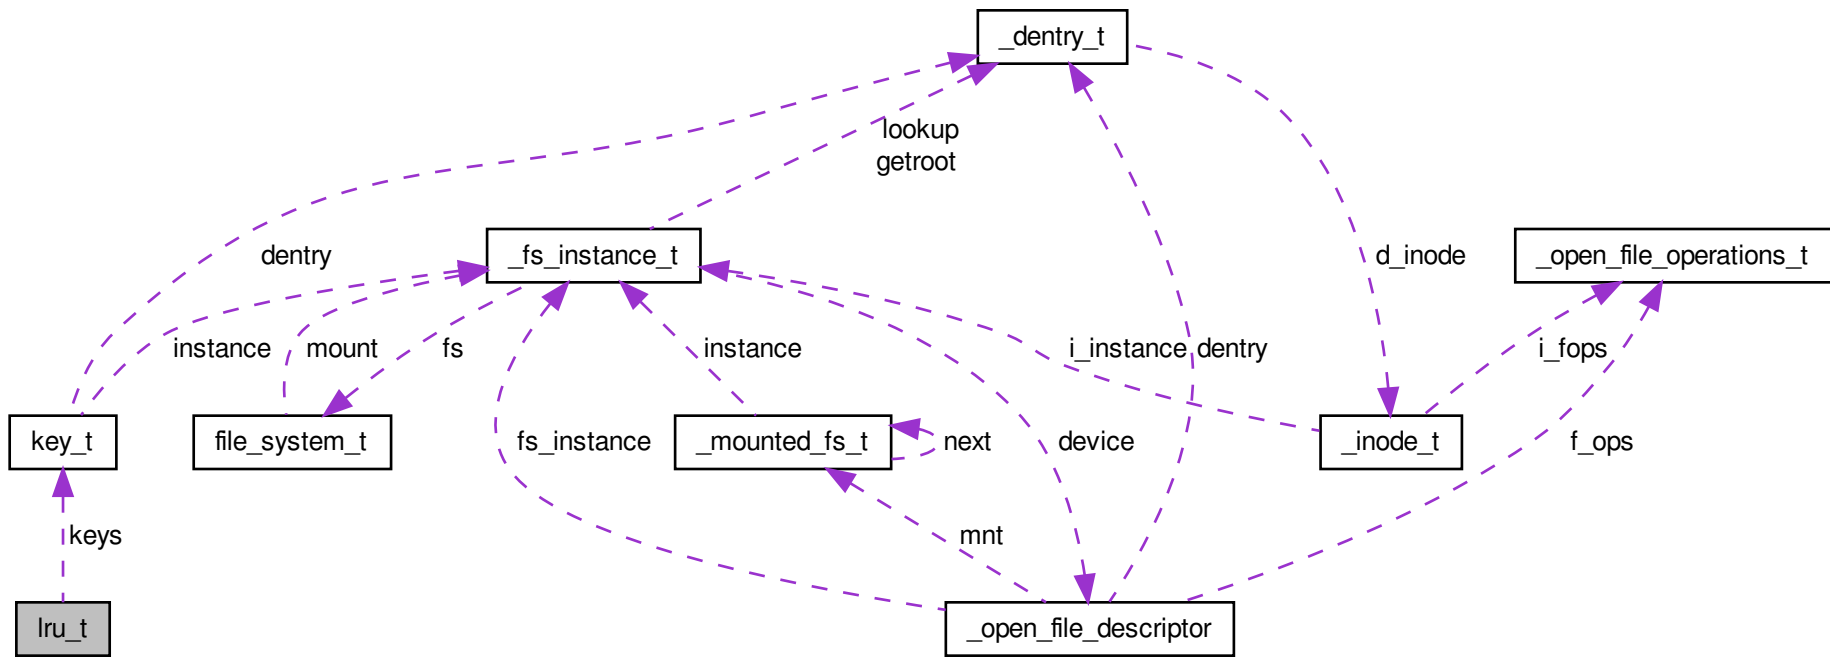 _dentry_t
lookup
getroot
dentry
_fs_instance_t
d_inode
_open_file_operations_t
instance
mount
fs
instance
i_instance
dentry
i_fops
key_t
file_system_t
fs_instance
_mounted_fs_t
next
device
_inode_t
f_ops
keys
mnt
lru_t
_open_file_descriptor